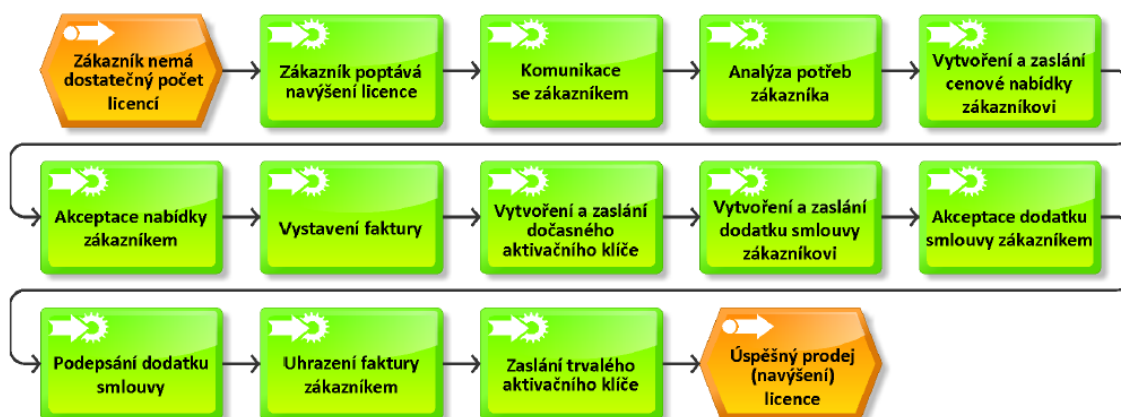 Zákazník nemá
dostatečný počet
licencí
Zákazník poptává
navýšení licence
Komunikace
se zákazníkem
Analýza potřeb
zákazníka
Vytvoření a zaslání
cenové nabídky
zákazníkovi
Akceptace nabídky
zákazníkem
Vystavení faktury
Vytvoření a zaslání
dočasného
aktivačního klíče
Vytvoření a zaslání
dodatku smlouvy
zákazníkovi
Akceptace dodatku
smlouvy zákazníkem
Podepsání dodatku
smlouvy
Uhrazení faktury
zákazníkem
Zaslání trvalého
aktivačního klíče
Úspěšný prodej
(navýšení)
licence